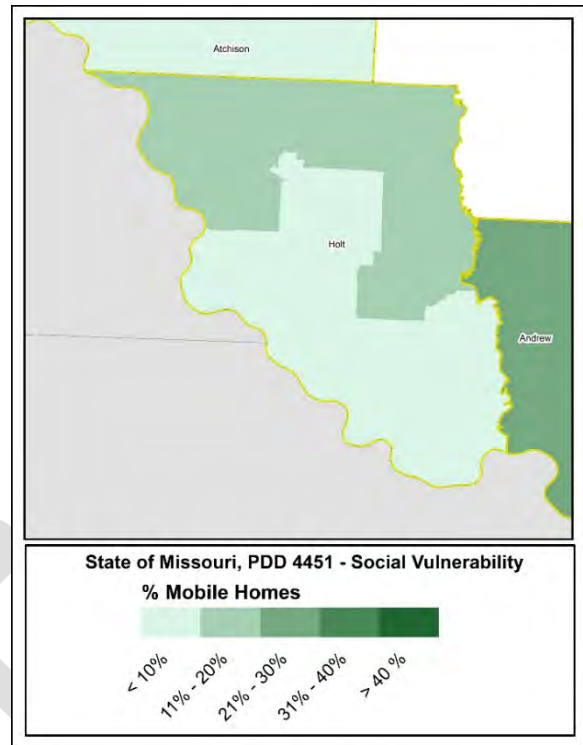 Atchison
Holt
Andrew
State of Missouri, PDD 4451 - Social Vulnerability
% Mobile Homes
< 10%
11% - 20%
21% - 30%
31% - 40%
> 40 %